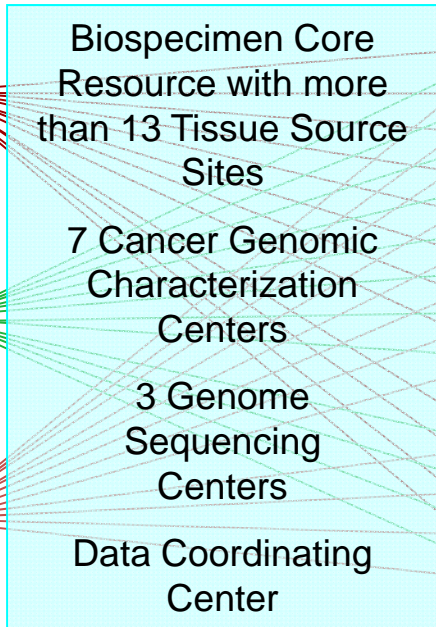 Biospecimen Core
Resource with more
than 13 Tissue Source
Sites
7 Cancer Genomic
Characterization
Centers
3 Genome
Sequencing
Centers
Data Coordinating
Center